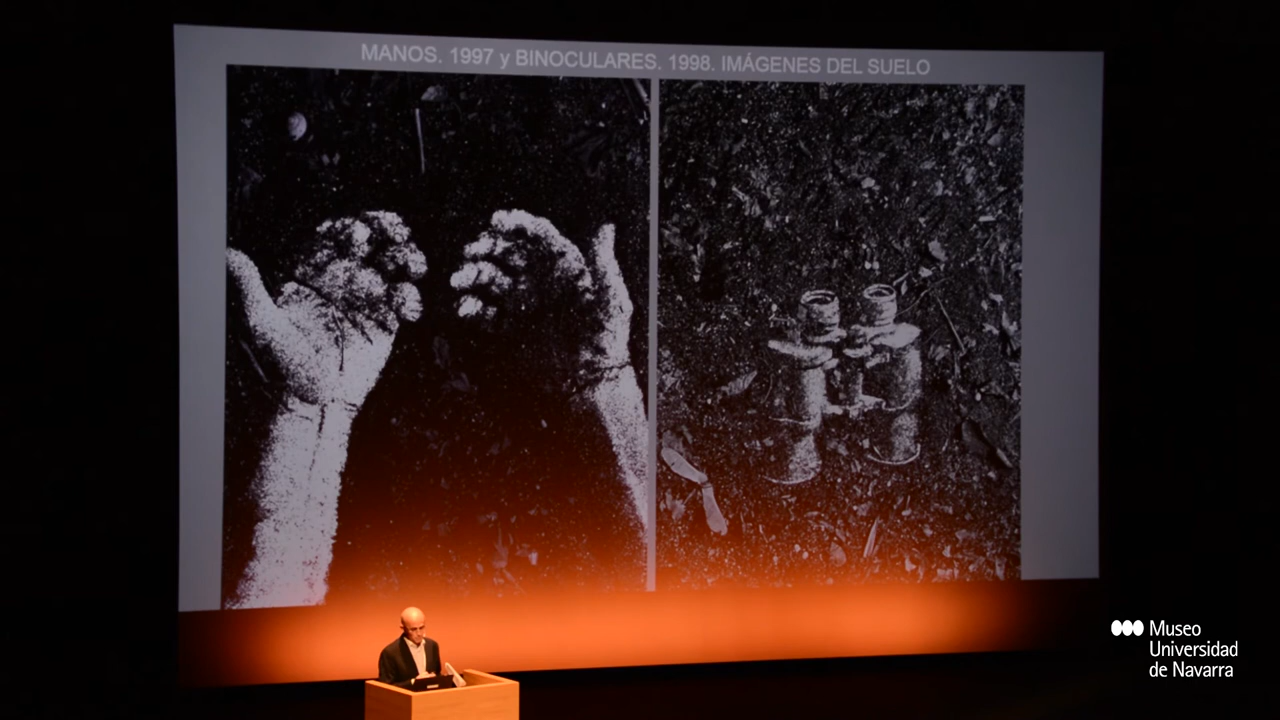 MANOS. 1997 y BINOCULARES. 1998. IMÁGENES DEL SUELO
Museo
Universidad
de Navarra